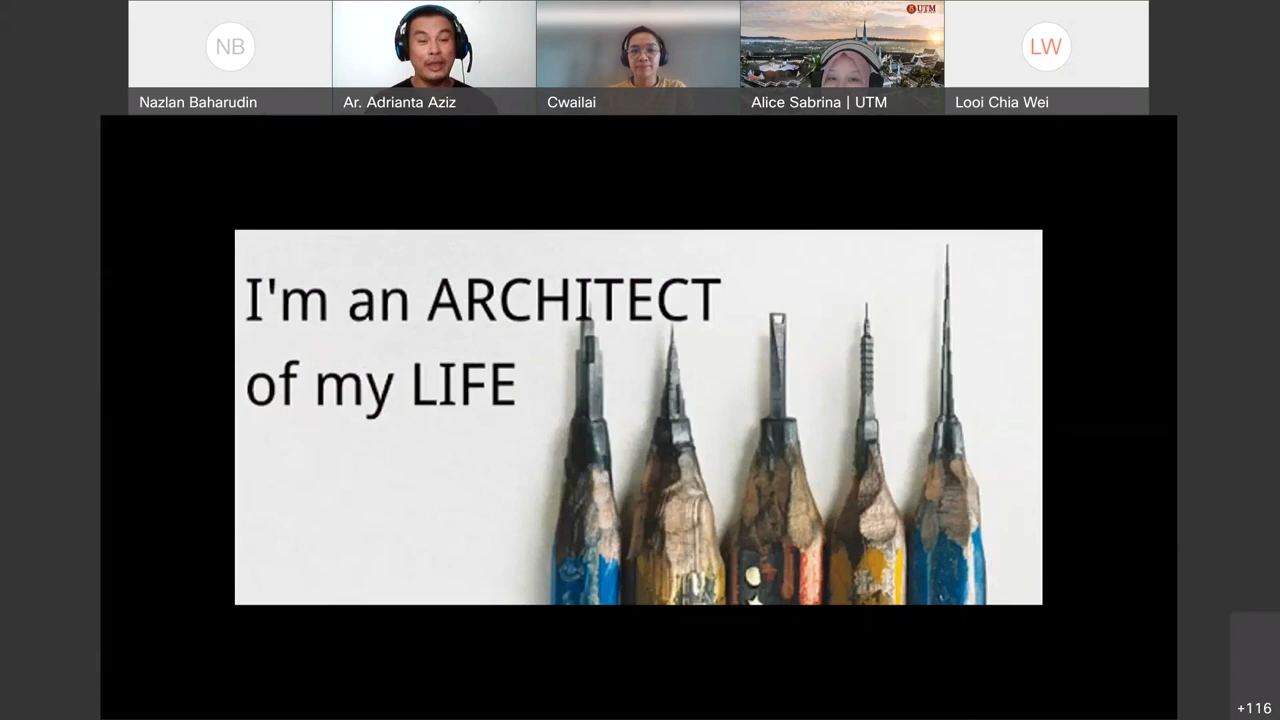 NB
LW
UTM
Nazlan Baharudin
Ar. Adrianta Aziz
Cwailai
Alice Sabrina | UTM
Looi Chia Wei
I'm an ARCHITECT
of my LIFE
+116